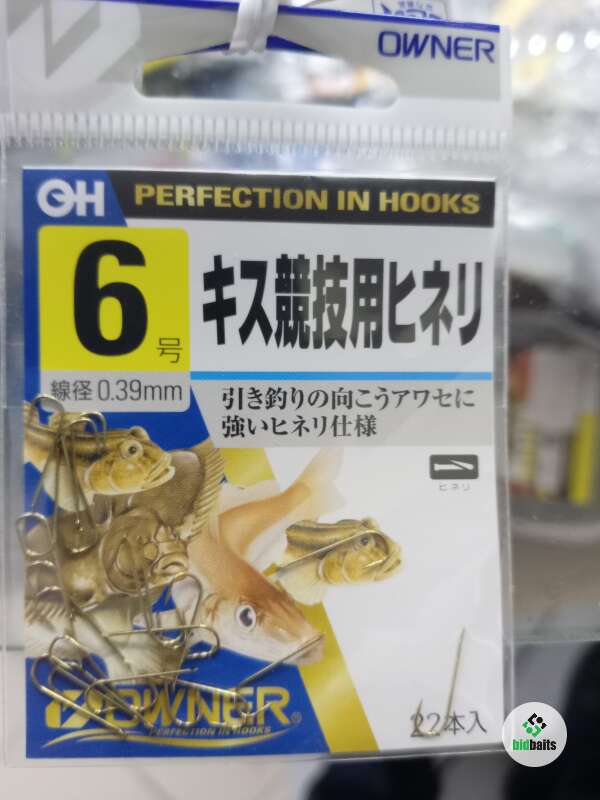 OWNER
OH PERFECTION IN HOOKS
6号
線径 0.39mm
キス競技用ヒネリ
引き釣りの向こうアワセに
強いヒネリ仕様
ヒネリ
OWNER®
PERFECTION IN HOOKS
22本入
bidbaits